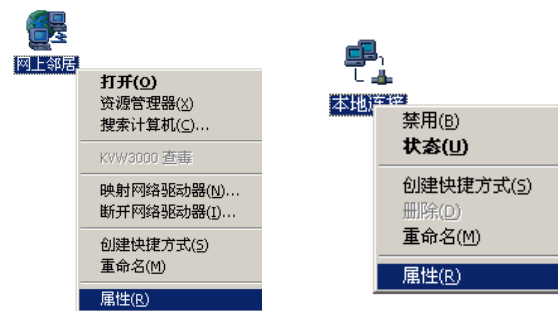 网上邻居
打开(O)
资源管理器(X)
搜索计算机(C)...
KVW3000 查毒
映射网络驱动器(N)...
断开网络驱动器(I)...
创建快捷方式(S)
重命名(M)
属性(R)
本地连接
禁用(B)
状态(U)
创建快捷方式(S)
删除(D)
重命名(M)
属性(R)